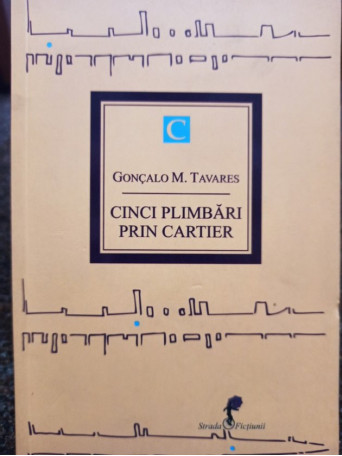 C
GONÇALO M. TAVARES
CINCI PLIMBĂRI
PRIN CARTIER
Strada Ficțiunii